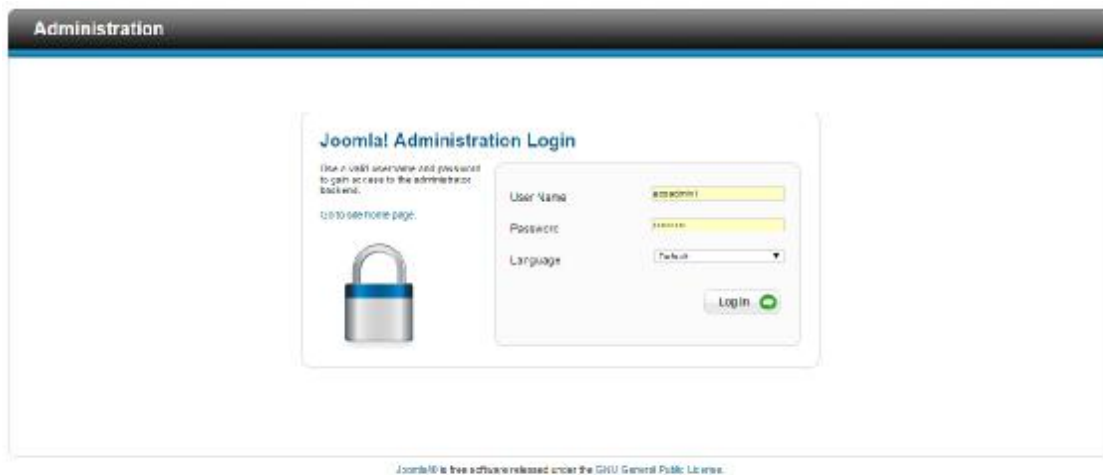 Administration
Joomla! Administration Login
Use a valid username and password
to gain access to the administrator
backend.
Go to site home page.
User Name
Password
Language
Default
Log in
Joomla!® is free software released under the GNU General Public License.